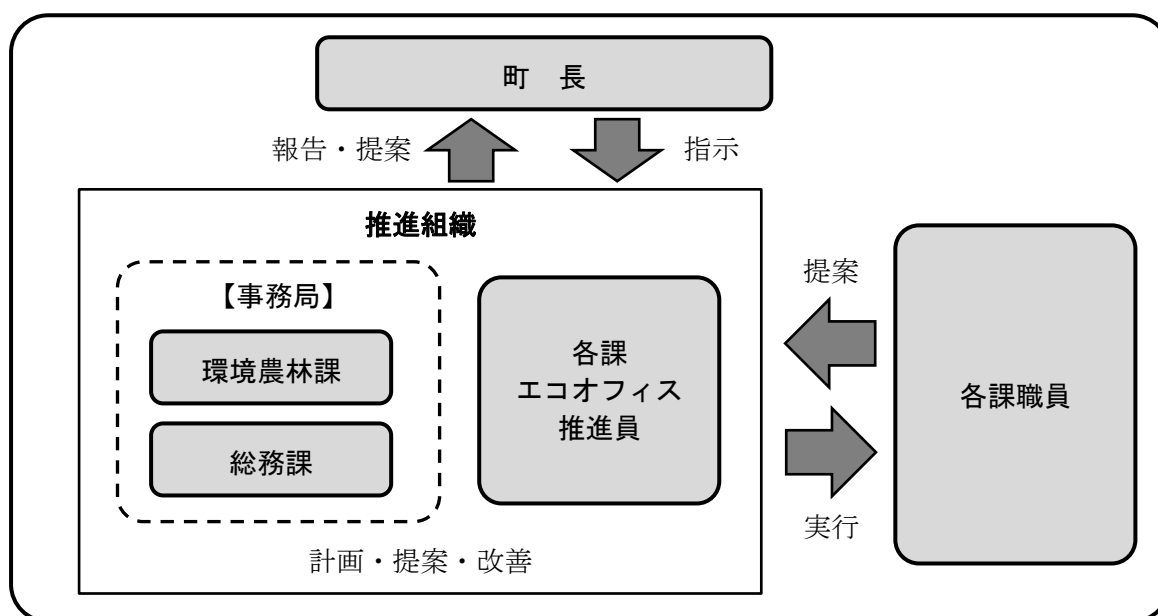 町　長
報告・提案
指示
推進組織
【事務局】
環境農林課
総務課
各課
エコオフィス
推進員
計画・提案・改善
提案
実行
各課職員